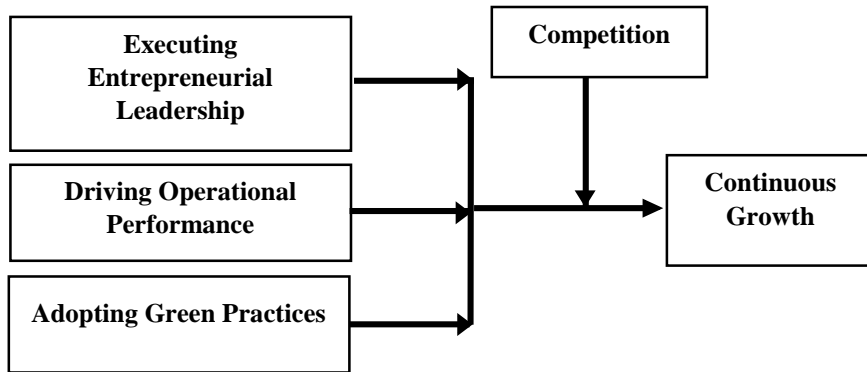 Executing
Entrepreneurial
Leadership
Competition
Driving Operational
Performance
Continuous
Growth
Adopting Green Practices